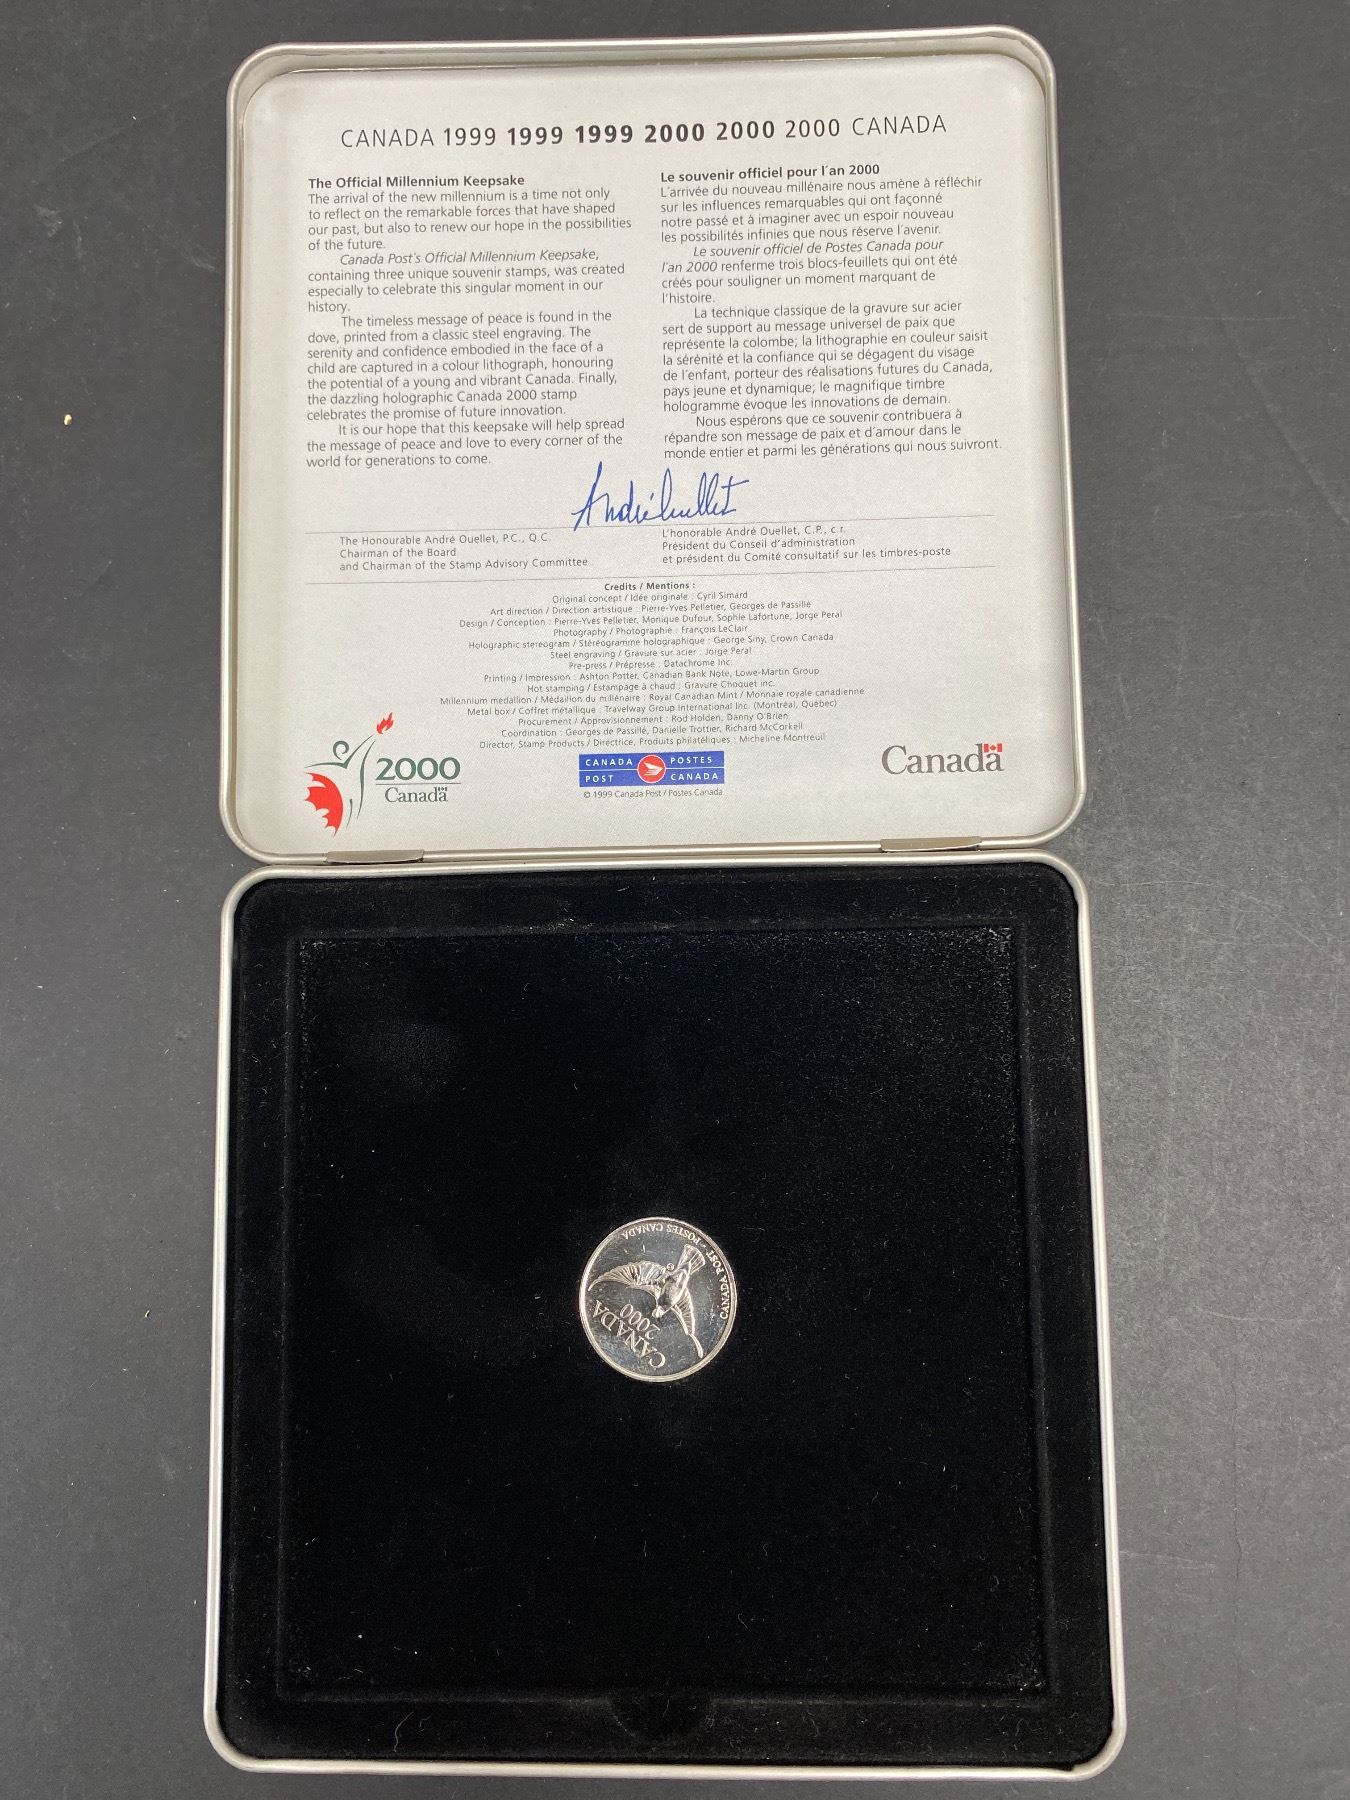 CANADA 1999 1999 1999 2000 2000 2000 CANADA
The Official Millennium Keepsake
The arrival of the new millennium is a time not only
to reflect on the remarkable forces that have shaped
our past, but also to renew our hope in the possibilities
of the future.
Canada Post's Official Millennium Keepsake,
containing three unique souvenir stamps, was created
especially to celebrate this singular moment in our
history.
The timeless message of peace is found in the
dove, printed from a classic steel engraving. The
serenity and confidence embodied in the face of a
child are captured in a colour lithograph, honouring
the potential of a young and vibrant Canada. Finally,
the dazzling holographic Canada 2000 stamp
celebrates the promise of future innovation.
It is our hope that this keepsake will help spread
the message of peace and love to every corner of the
world for generations to come.
Le souvenir officiel pour l'an 2000
L'arrivée du nouveau millénaire nous amène à réfléchir
sur les influences remarquables qui ont façonné
notre passé et à imaginer avec un espoir nouveau
les possibilités infinies que nous réserve l'avenir.
Le souvenir officiel de Postes Canada pour
l'an 2000 renferme trois blocs-feuillets qui ont été
créés pour souligner un moment marquant de
l'histoire.
La technique classique de la gravure sur acier
sert de support au message universel de paix que
représente la colombe; la lithographie en couleur saisit
la sérénité et la confiance qui se dégagent du visage
de l'enfant, porteur des réalisations futures du Canada,
pays jeune et dynamique; le magnifique timbre
hologramme évoque les innovations de demain.
Nous espérons que ce souvenir contribuera à
répandre son message de paix et d'amour dans le
monde entier et parmi les générations qui nous suivront.
André Ouellet
The Honourable André Ouellet, P.C., Q.C.
Chairman of the Board
and Chairman of the Stamp Advisory Committee
L'honorable André Ouellet, C.P., c.r.
Président du Conseil d'administration
et président du Comité consultatif sur les timbres-poste
Credits / Mentions :
Original concept / Idée originale : Cyril Simard
Art direction / Direction artistique : Pierre-Yves Pelletier, Georges de Passillé
Design / Conception : Pierre-Yves Pelletier, Monique Dufour, Sophie Lafortune, Jorge Peral
Photography / Photographie : François LeClair
Holographic stereogram / Stéréogramme holographique : George Siny, Crown Canada
Steel engraving / Gravure sur acier : Jorge Peral
Pre-press / Prépresse : Datachrome Inc.
Printing / Impression : Ashton Potter, Canadian Bank Note, Lowe-Martin Group
Hot stamping / Estampage à chaud : Gravure Choquet inc.
Millennium medallion / Médaillon du millénaire : Royal Canadian Mint / Monnaie royale canadienne
Metal box / Coffret métallique : Travelway Group International Inc. (Montréal, Québec)
Procurement / Approvisionnement : Rod Holden, Danny O'Brien
Coordination : Georges de Passillé, Danielle Trottier, Richard McCorkell
Director, Stamp Products / Directrice, Produits philatéliques : Micheline Montreuil
2000
Canada
CANADA POSTES
POST CANADA
© 1999 Canada Post / Postes Canada
Canada
CANADA POST - POSTES CANADA
CANADA
2000